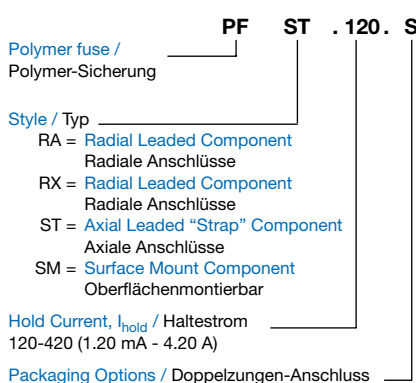 PF ST . 120 . S
Polymer fuse /
Polymer-Sicherung
Style / Typ
RA = Radial Leaded Component
Radiale Anschlüsse
RX = Radial Leaded Component
Radiale Anschlüsse
ST = Axial Leaded “Strap” Component
Axiale Anschlüsse
SM = Surface Mount Component
Oberflächenmontierbar
Hold Current, Ihold / Haltestrom
120-420 (1.20 mA - 4.20 A)
Packaging Options / Doppelzungen-Anschluss